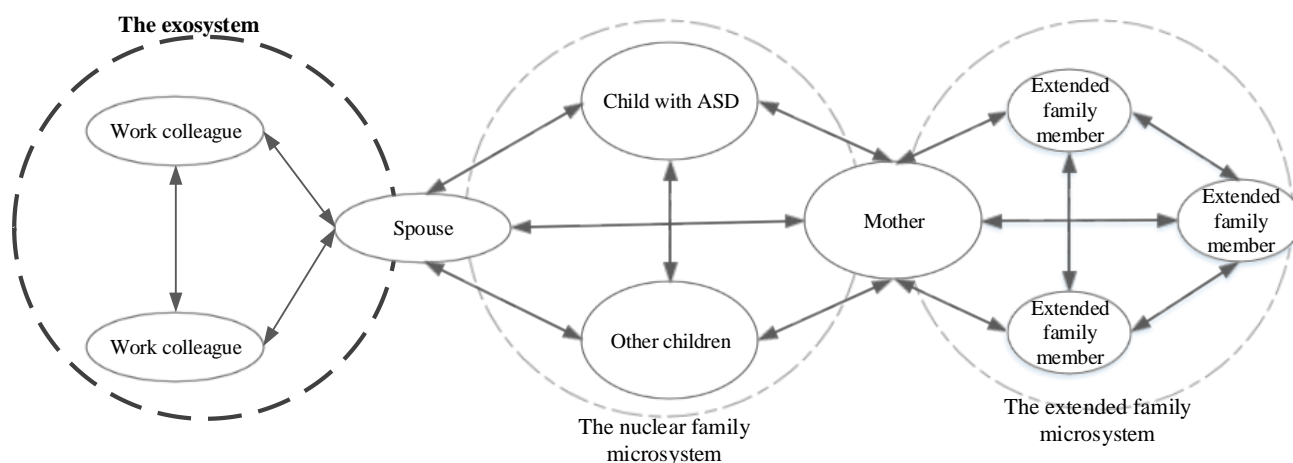 The exosystem
Work colleague
Work colleague
Spouse
Child with ASD
Other children
The nuclear family
microsystem
Mother
Extended
family
member
Extended
family
member
Extended
family
member
The extended family
microsystem